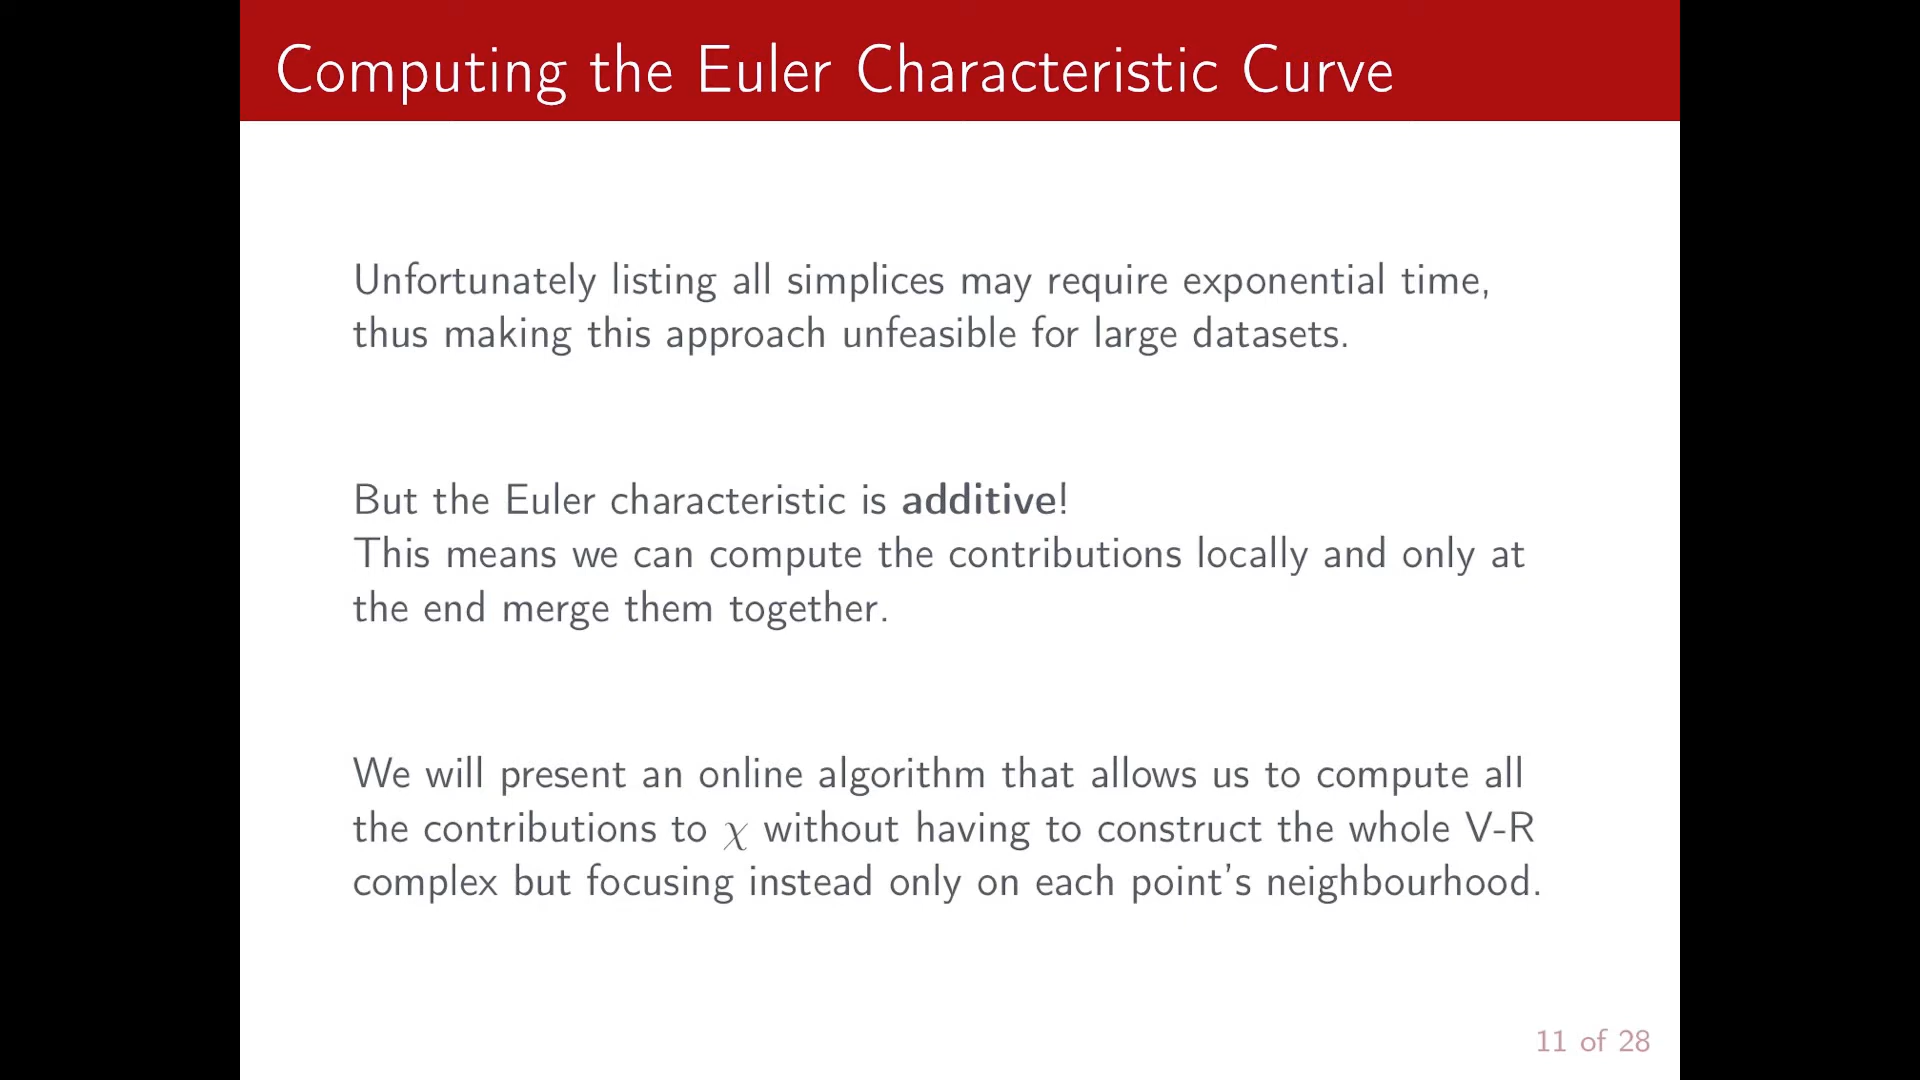 Computing the Euler Characteristic Curve
Unfortunately listing all simplices may require exponential time,
thus making this approach unfeasible for large datasets.
But the Euler characteristic is additive!
This means we can compute the contributions locally and only at
the end merge them together.
We will present an online algorithm that allows us to compute all
the contributions to χ without having to construct the whole V-R
complex but focusing instead only on each point's neighbourhood.
11 of 28